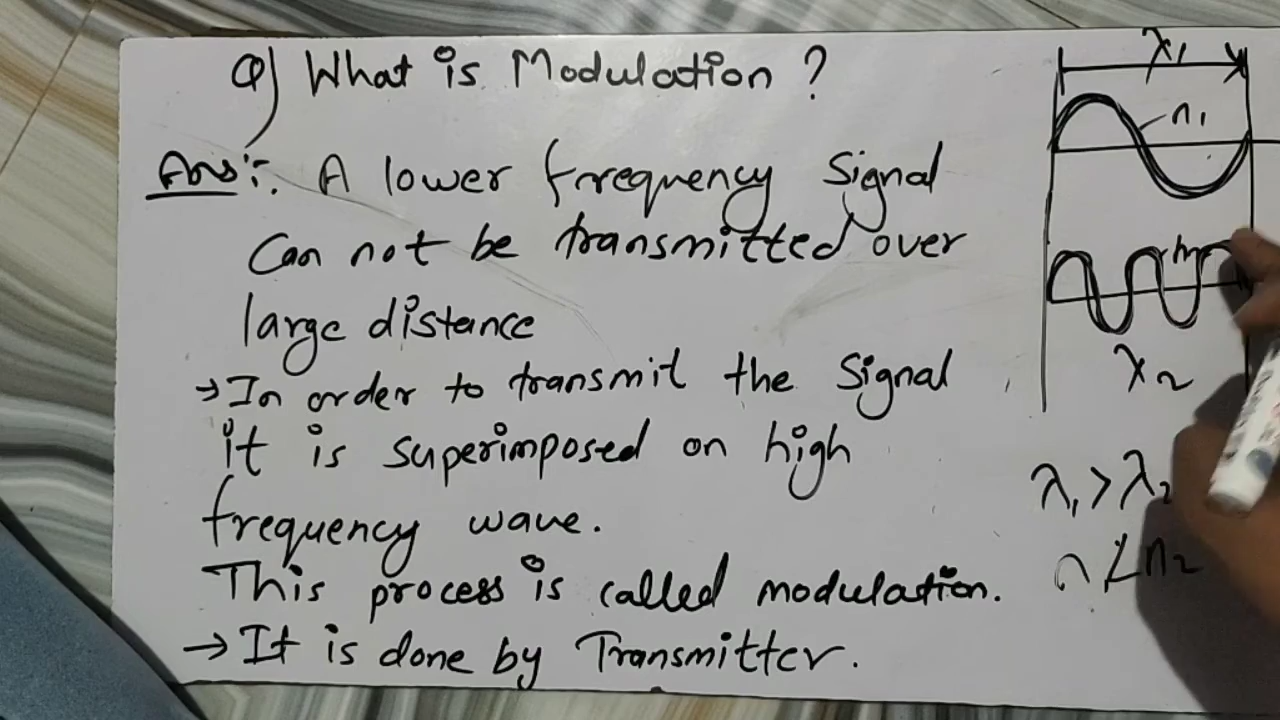 Q) What is Modulation ?
Ans:. A lower frequency Signal
Can not be transmitted over
large distance
→ In order to transmit the Signal
it is superimposed on high
frequency wave.
This process is called modulation.
→ It is done by Transmitter.
λ1
n1
λ2
λ1 > λ2
n < n2